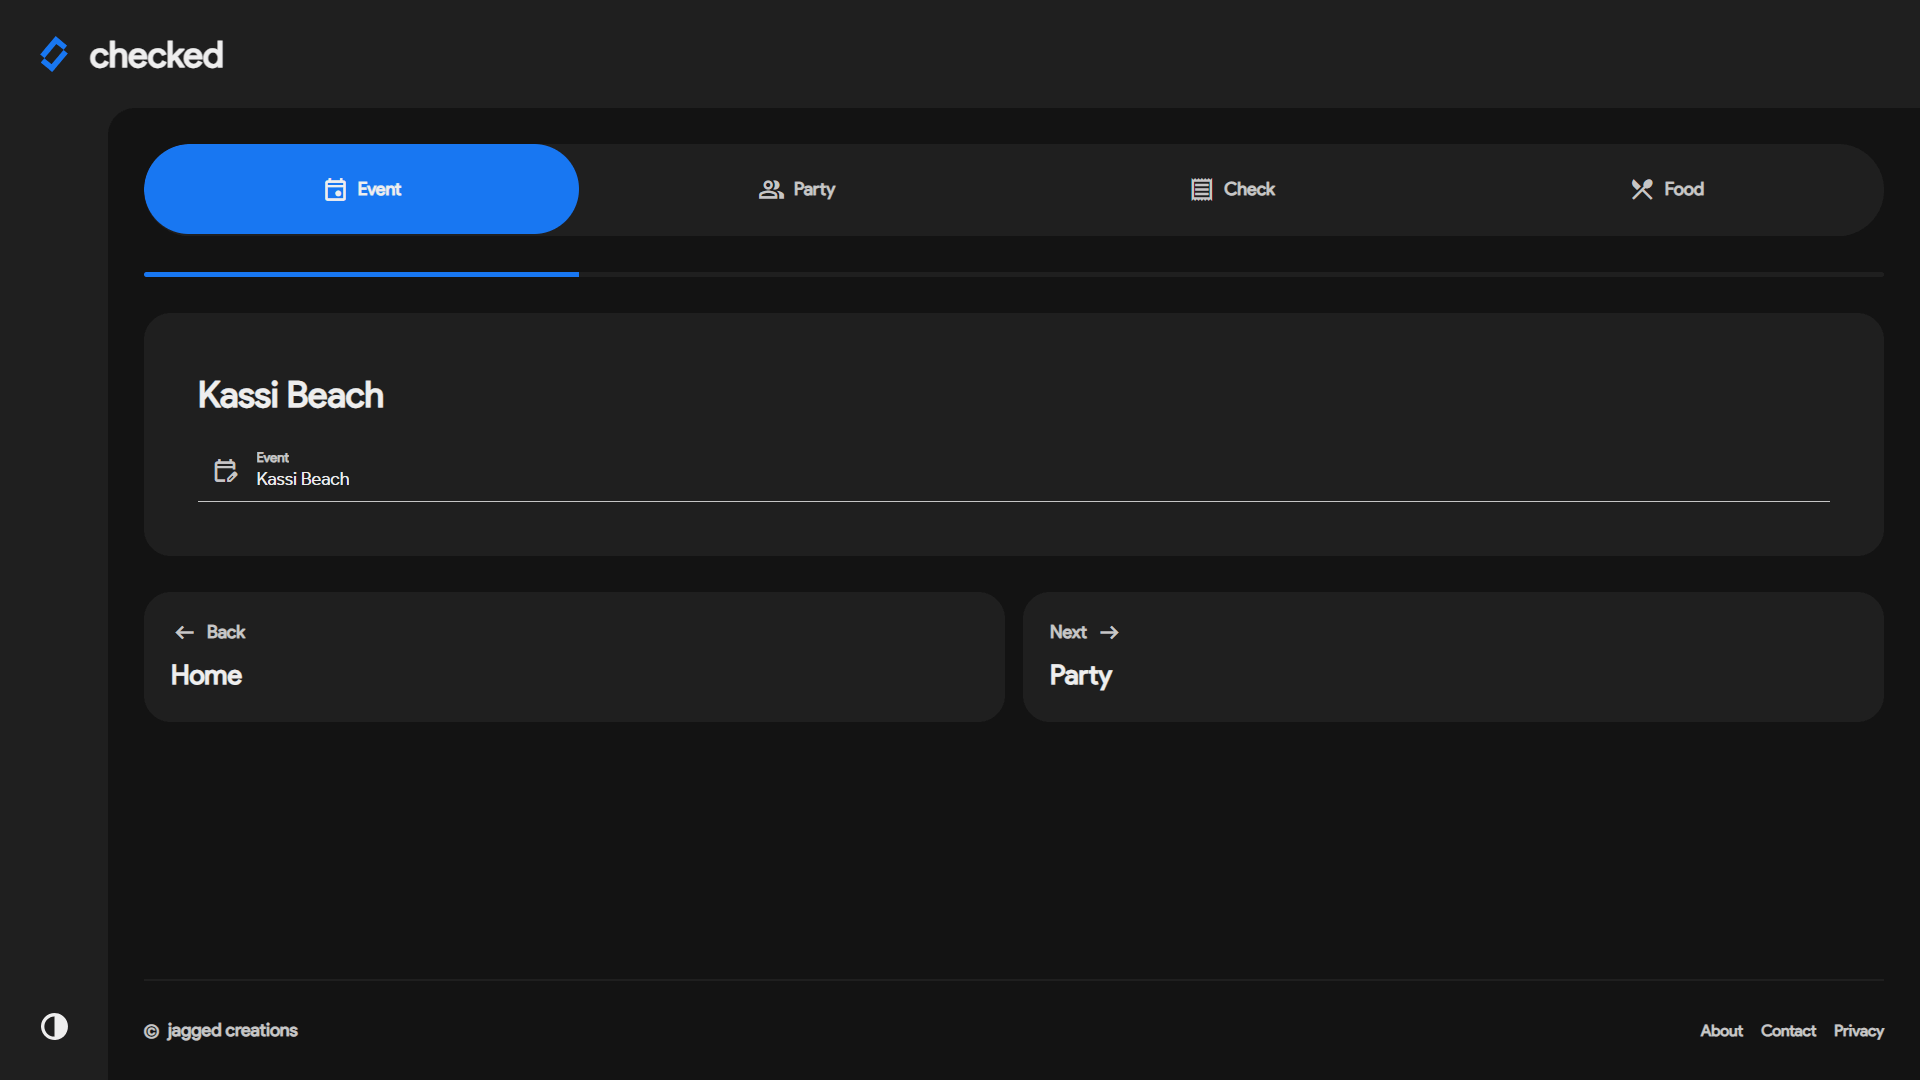 checked
Event
Party
Check
Food
Kassi Beach
Event
Kassi Beach
Back
Home
Next
Party
© jagged creations
About Contact Privacy